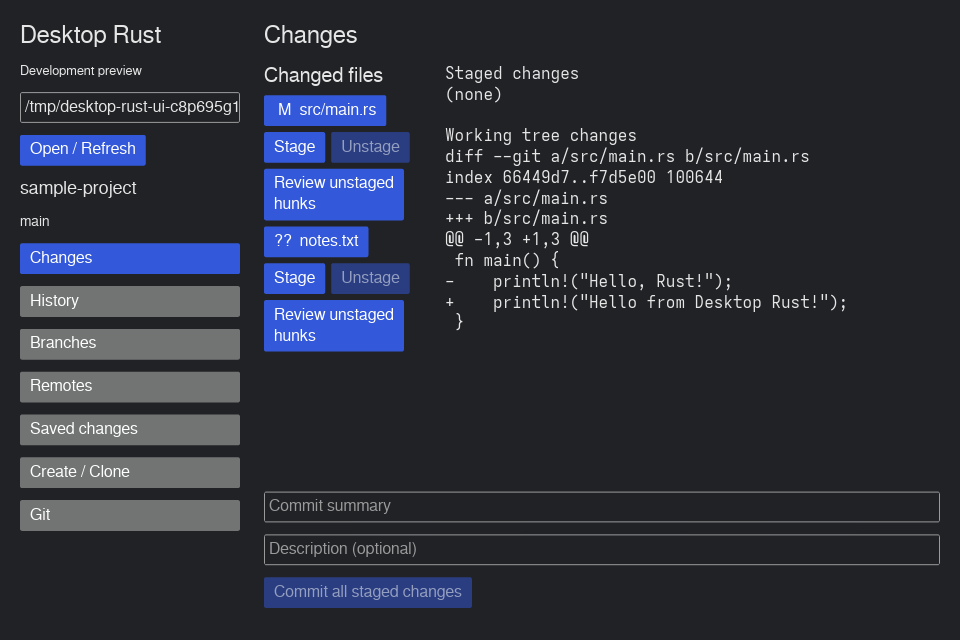 Desktop Rust
Development preview
/tmp/desktop-rust-ui-c8p695g1
Open / Refresh
sample-project
main
Changes
History
Branches
Remotes
Saved changes
Create / Clone
Git
Changes
Changed files
M src/main.rs
Stage Unstage
Review unstaged
hunks
?? notes.txt
Stage Unstage
Review unstaged
hunks
Staged changes
(none)
Working tree changes
diff --git a/src/main.rs b/src/main.rs
index 66449d7..f7d5e00 100644
--- a/src/main.rs
+++ b/src/main.rs
@@ -1,3 +1,3 @@
 fn main() {
-    println!("Hello, Rust!");
+    println!("Hello from Desktop Rust!");
 }
Commit summary
Description (optional)
Commit all staged changes